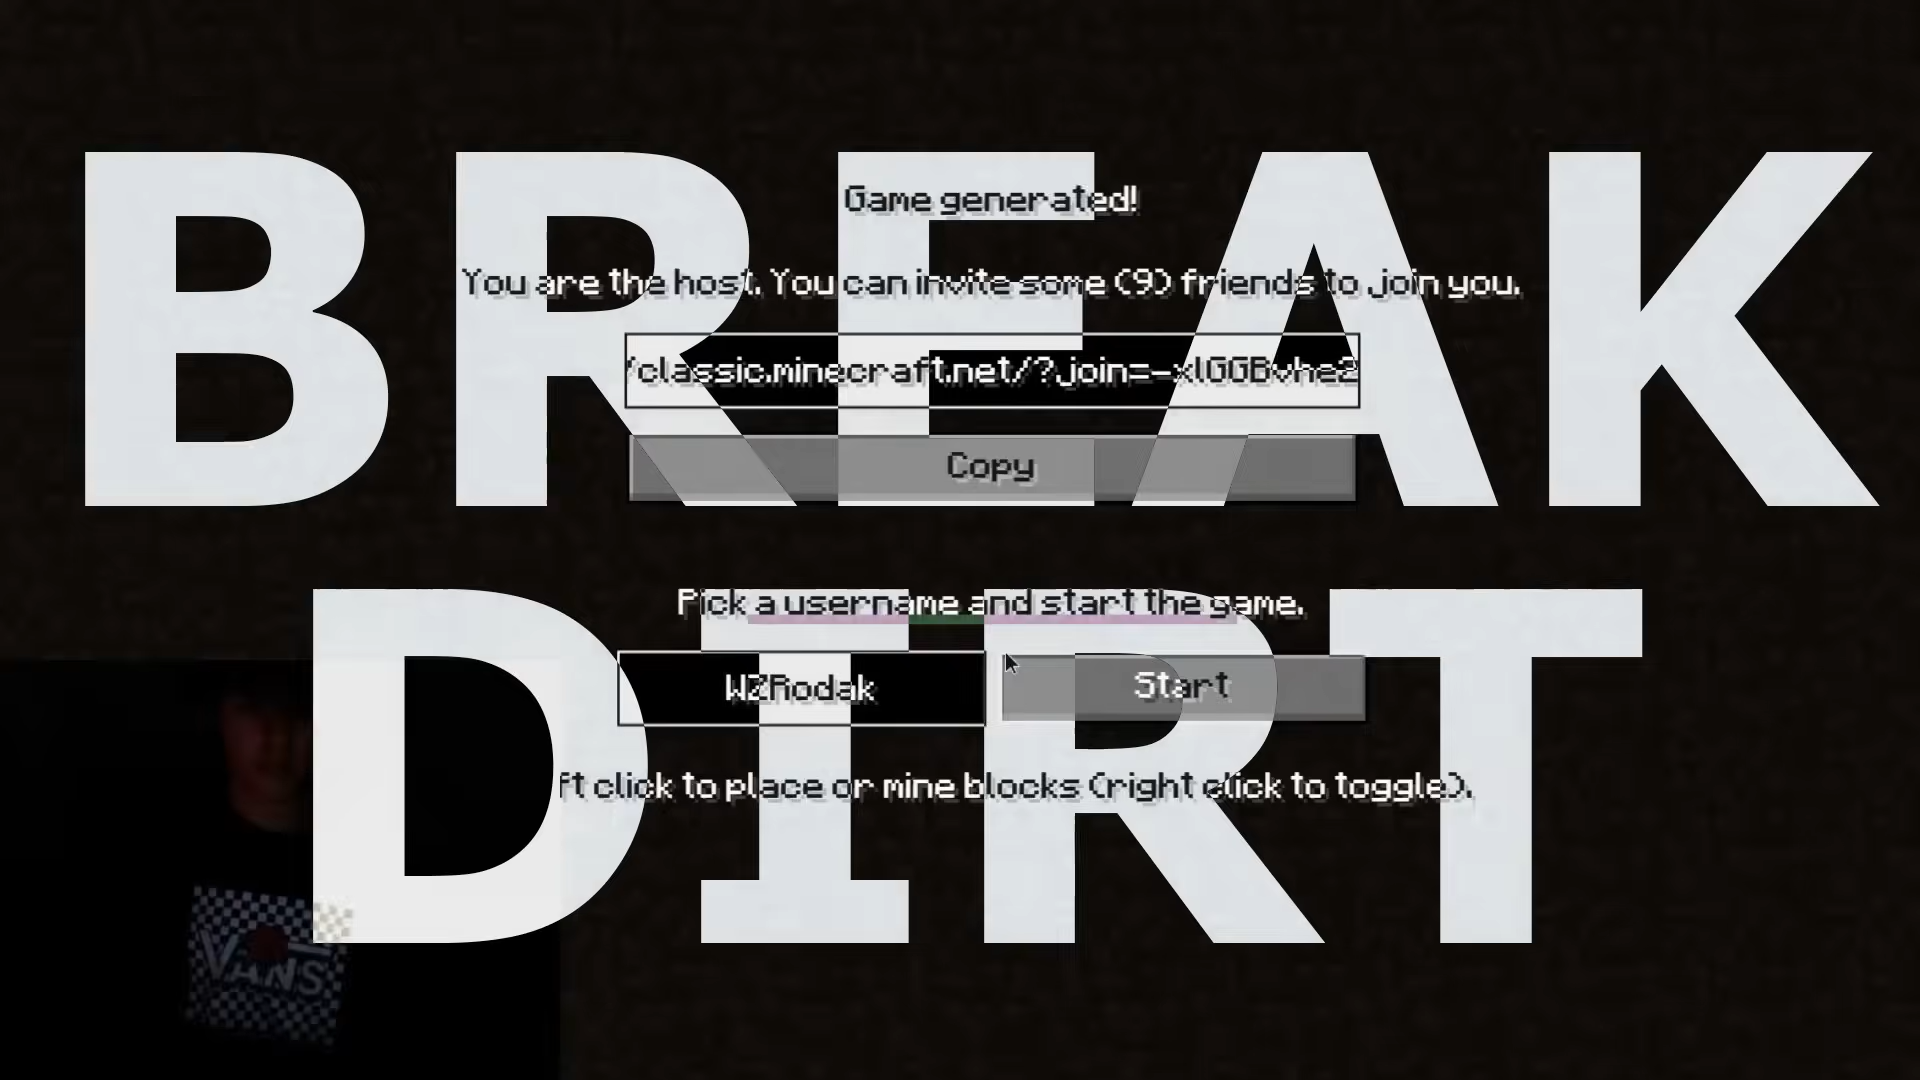 BREAK
Game generated!
You are the host. You can invite some (9) friends to join you.
/classic.minecraft.net/?join=-xlGGBvhe2
Copy
DIRT
Pick a username and start the game.
WZRodak
Start
ft click to place or mine blocks (right click to toggle).
VANS